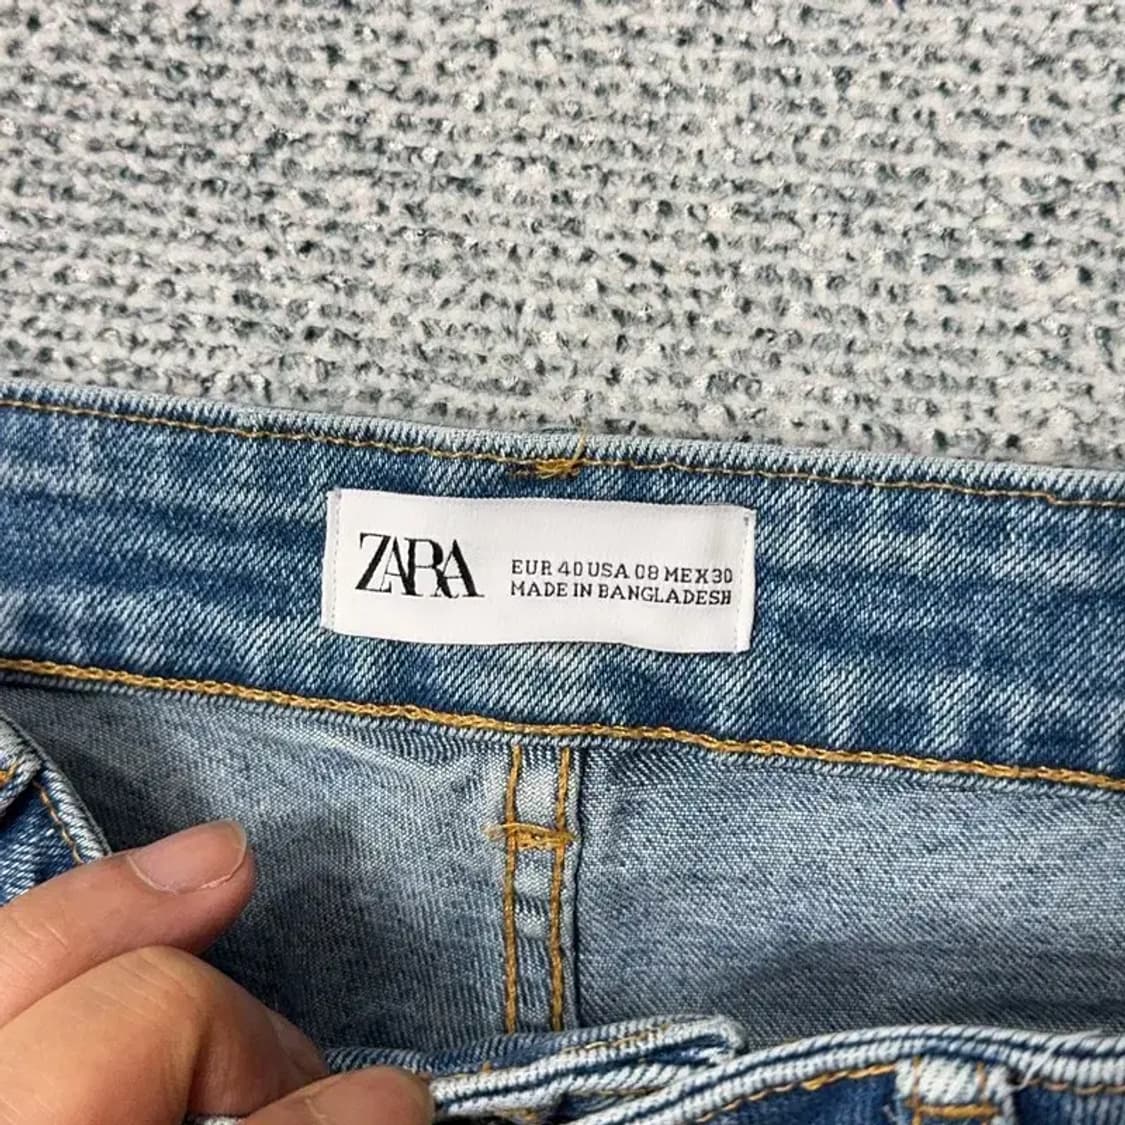 ZARA
EUR 40 USA 08 MEX 30
MADE IN BANGLADESH